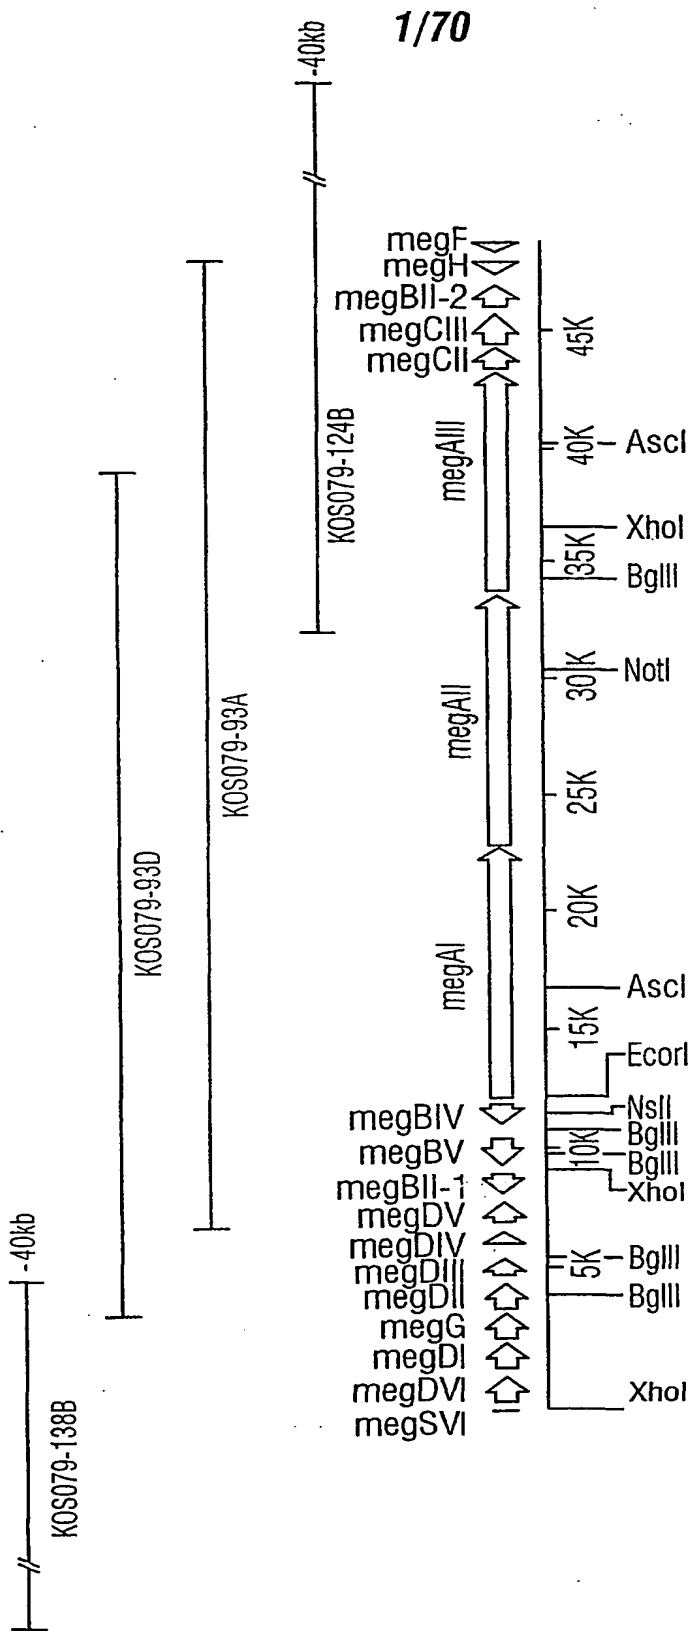 1/70
-40kb
megF
megH
megBII-2
megCIII
megCII
megAIII
megAII
megAI
megBIV
megBV
megBII-1
megDV
megDIV
megDIII
megDII
megG
megDI
megDVI
megSVI
KOS079-124B
KOS079-93A
KOS079-93D
-40kb
KOS079-138B
45K
40K
35K
30K
25K
20K
15K
10K
5K
AscI
XhoI
BglII
NotI
AscI
EcorI
NsiI
BglII
BglII
XhoI
BglII
BglII
XhoI